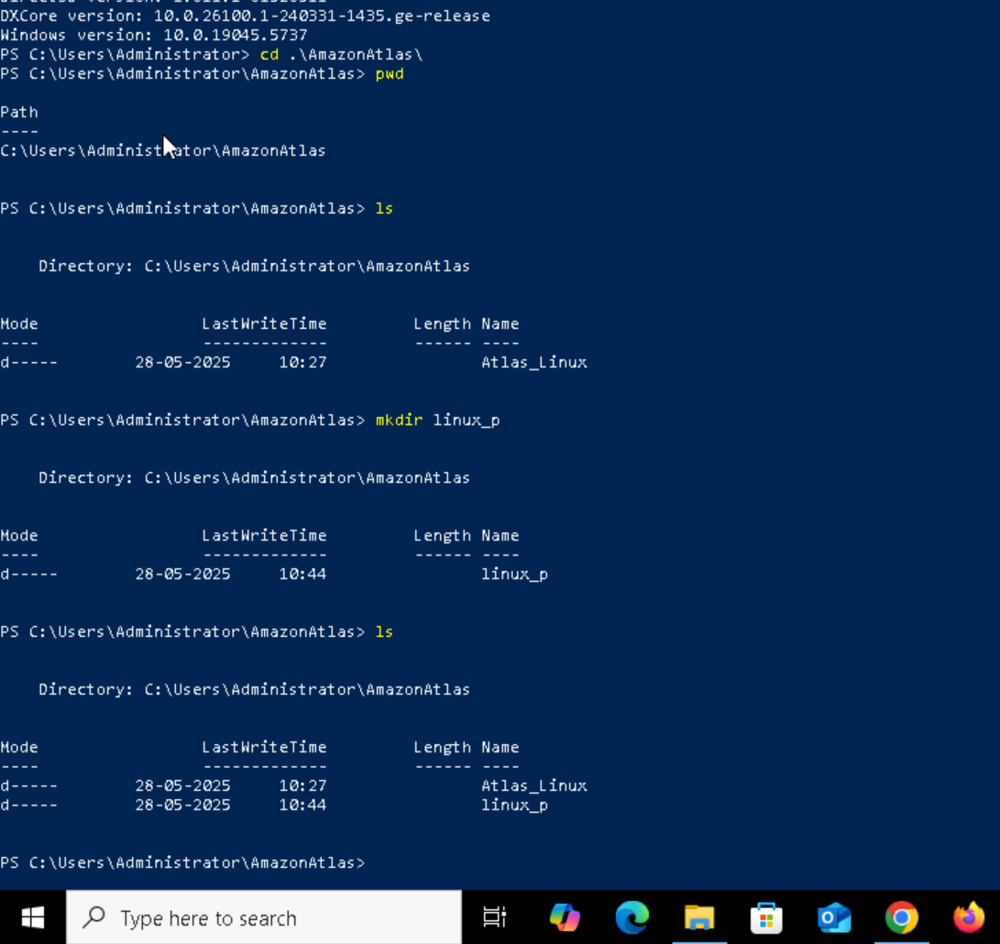 DXCore version: 10.0.26100.1-240331-1435.ge-release
Windows version: 10.0.19045.5737
PS C:\Users\Administrator> cd .\AmazonAtlas\
PS C:\Users\Administrator\AmazonAtlas> pwd
Path
----
C:\Users\Administrator\AmazonAtlas
PS C:\Users\Administrator\AmazonAtlas> ls
Directory: C:\Users\Administrator\AmazonAtlas
Mode LastWriteTime Length Name
---- ------------- ------ ----
d----- 28-05-2025 10:27 Atlas_Linux
PS C:\Users\Administrator\AmazonAtlas> mkdir linux_p
Directory: C:\Users\Administrator\AmazonAtlas
Mode LastWriteTime Length Name
---- ------------- ------ ----
d----- 28-05-2025 10:44 linux_p
PS C:\Users\Administrator\AmazonAtlas> ls
Directory: C:\Users\Administrator\AmazonAtlas
Mode LastWriteTime Length Name
---- ------------- ------ ----
d----- 28-05-2025 10:27 Atlas_Linux
d----- 28-05-2025 10:44 linux_p
PS C:\Users\Administrator\AmazonAtlas>
Type here to search